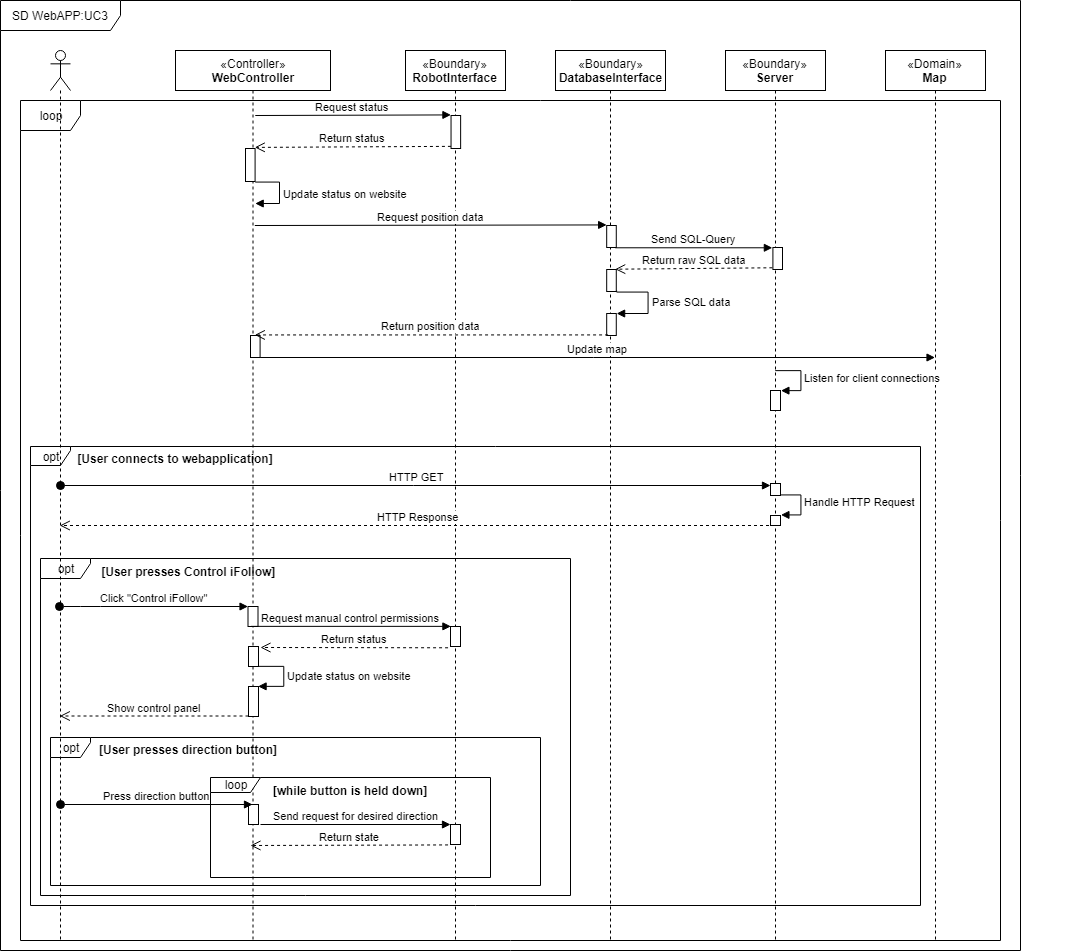 SD WebAPP:UC3
«Controller»
WebController
«Boundary»
RobotInterface
«Boundary»
DatabaseInterface
«Boundary»
Server
«Domain»
Map
loop
Request status
Return status
Update status on website
Request position data
Send SQL-Query
Return raw SQL data
Parse SQL data
Return position data
Update map
Listen for client connections
opt
[User connects to webapplication]
HTTP GET
Handle HTTP Request
HTTP Response
opt
[User presses Control iFollow]
Click "Control iFollow"
Request manual control permissions
Return status
Update status on website
Show control panel
opt
[User presses direction button]
loop
[while button is held down]
Press direction button
Send request for desired direction
Return state